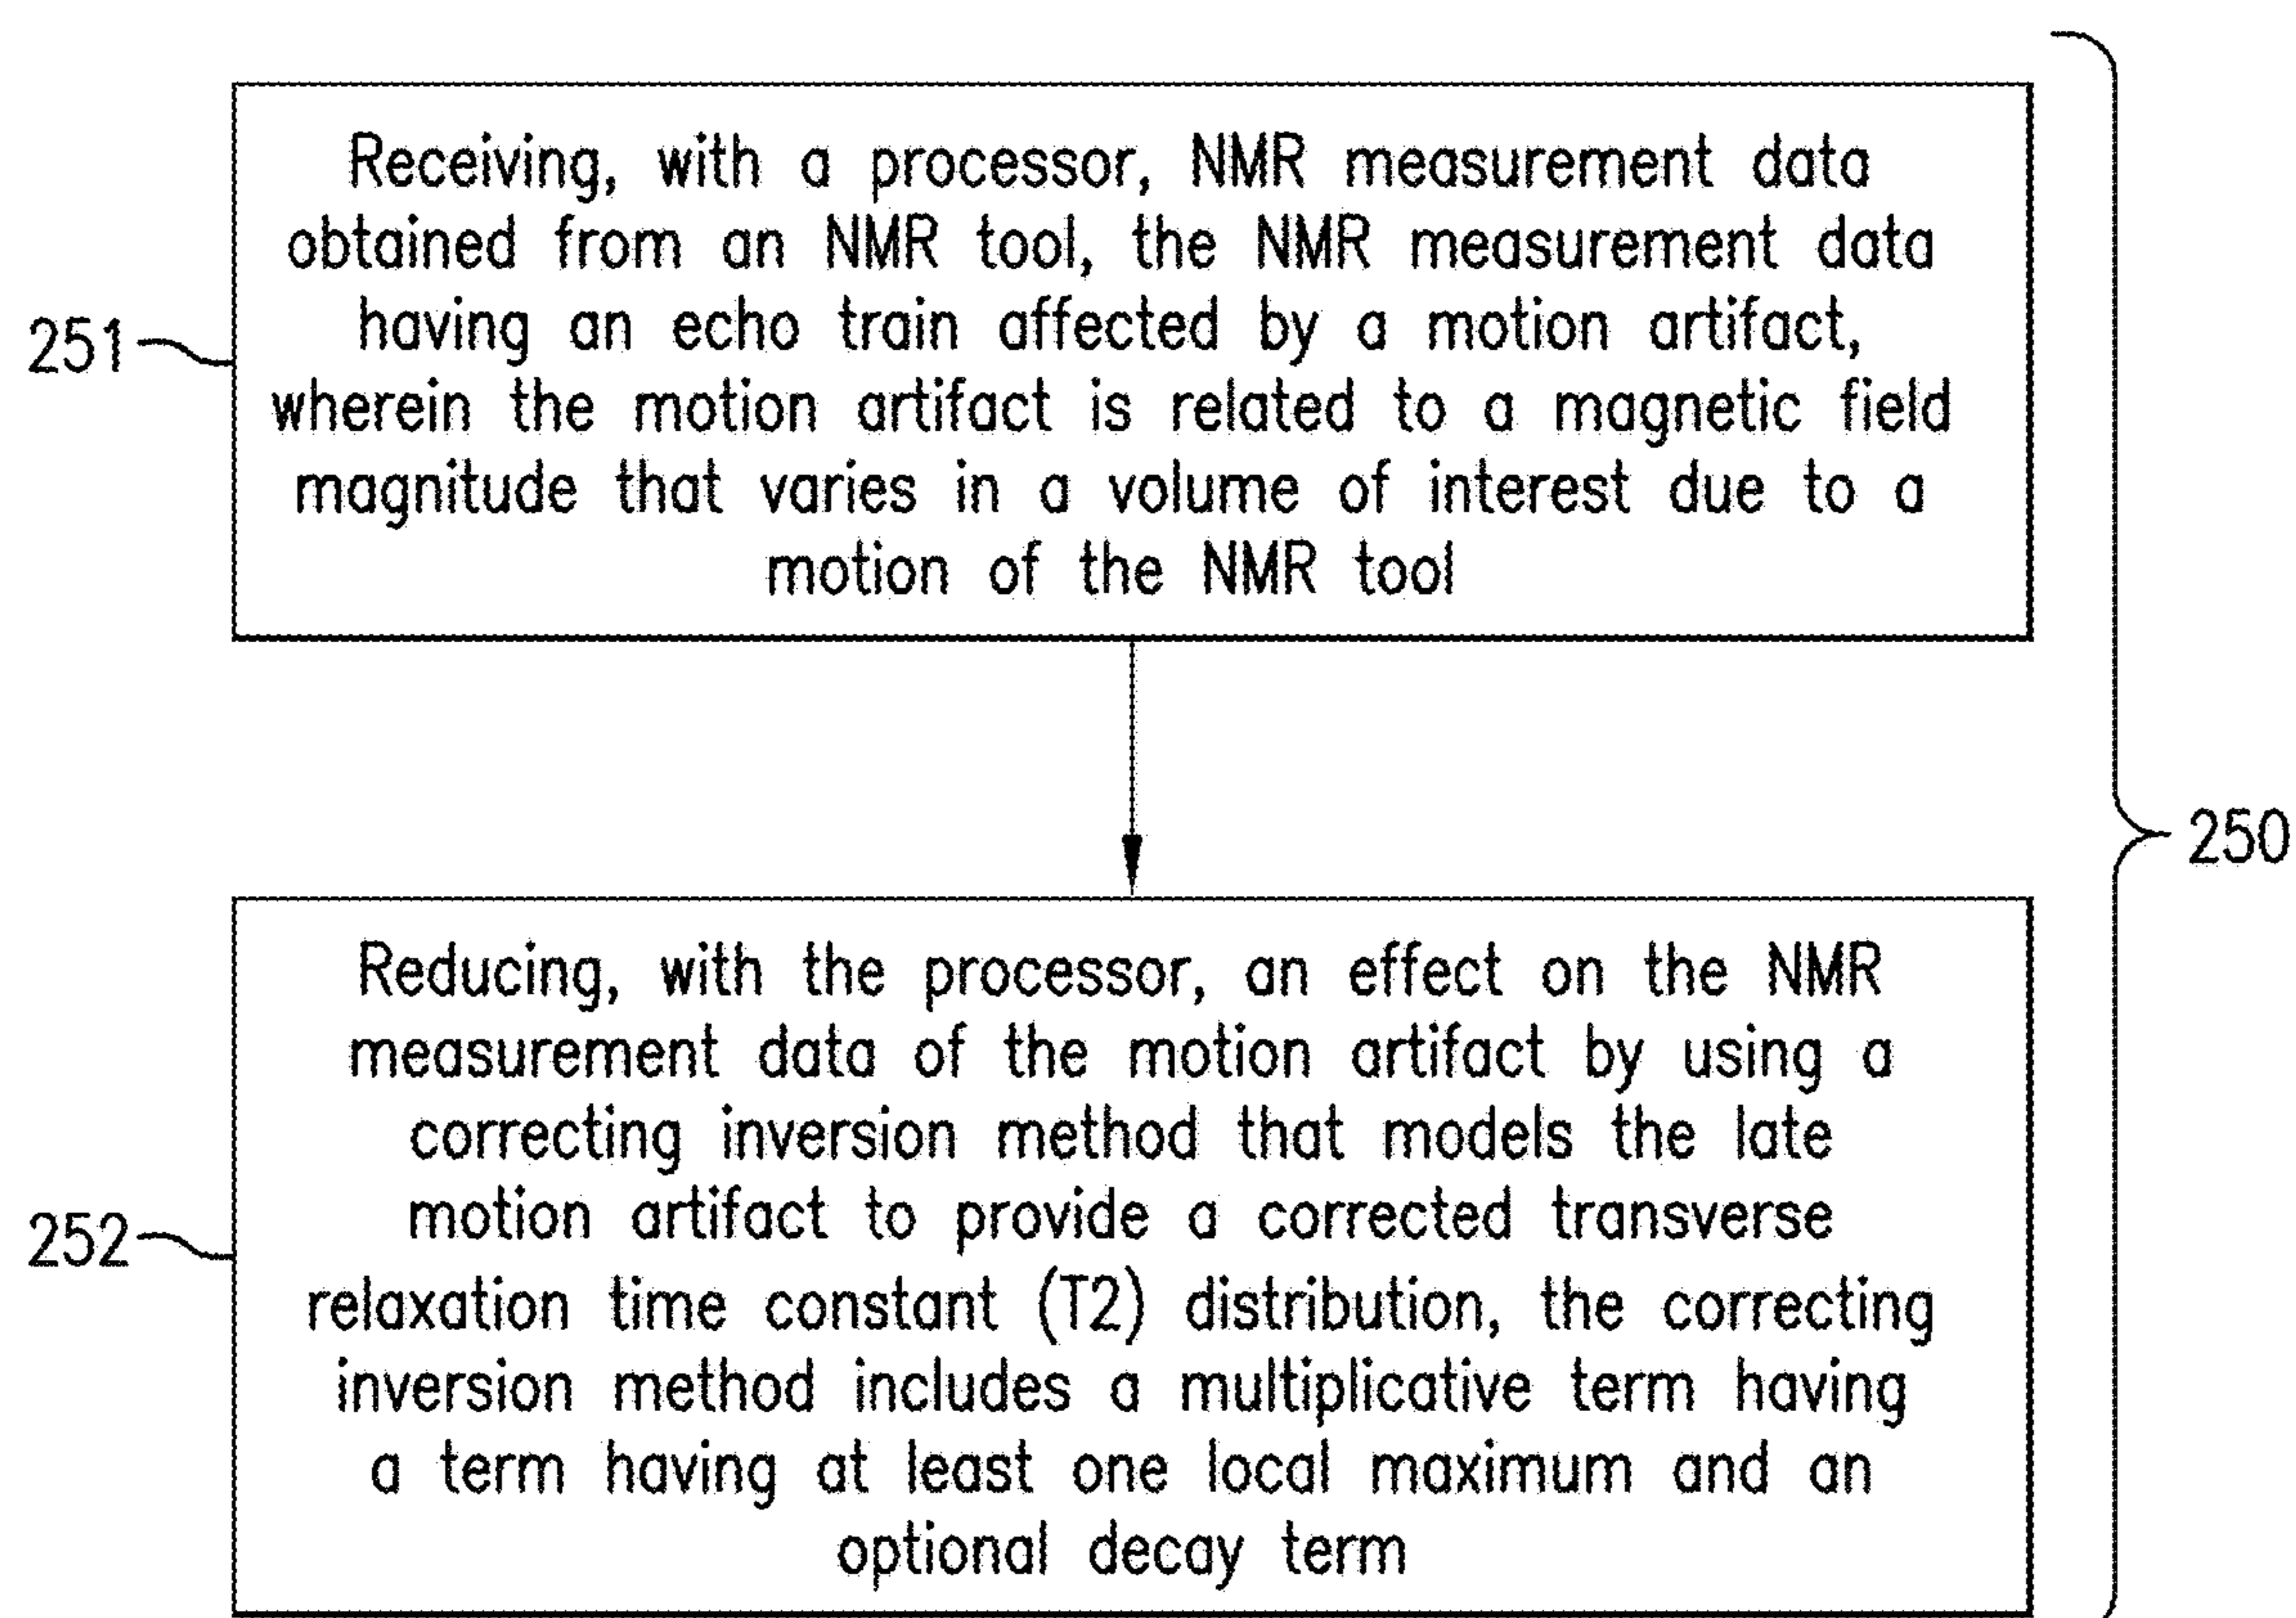 Receiving, with a processor, NMR measurement data
obtained from an NMR tool, the NMR measurement data
having an echo train affected by a motion artifact,
wherein the motion artifact is related to a magnetic field
magnitude that varies in a volume of interest due to a
motion of the NMR tool
251
250
Reducing, with the processor, an effect on the NMR
measurement data of the motion artifact by using a
correcting inversion method that models the late
motion artifact to provide a corrected transverse
relaxation time constant (T2) distribution, the correcting
inversion method includes a multiplicative term having
a term having at least one local maximum and an
optional decay term
252